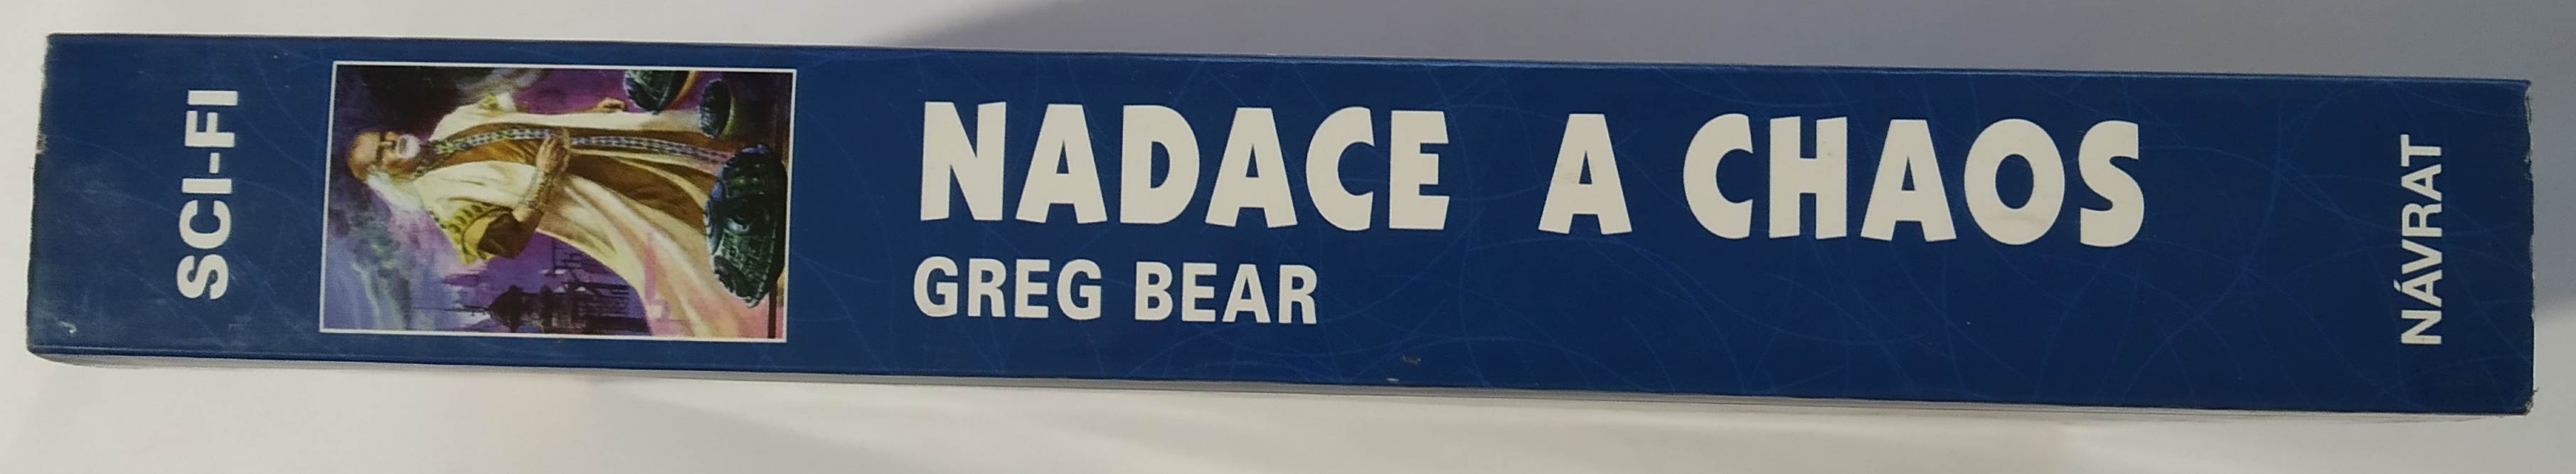 SCI-FI
NADACE A CHAOS
GREG BEAR
NÁVRAT